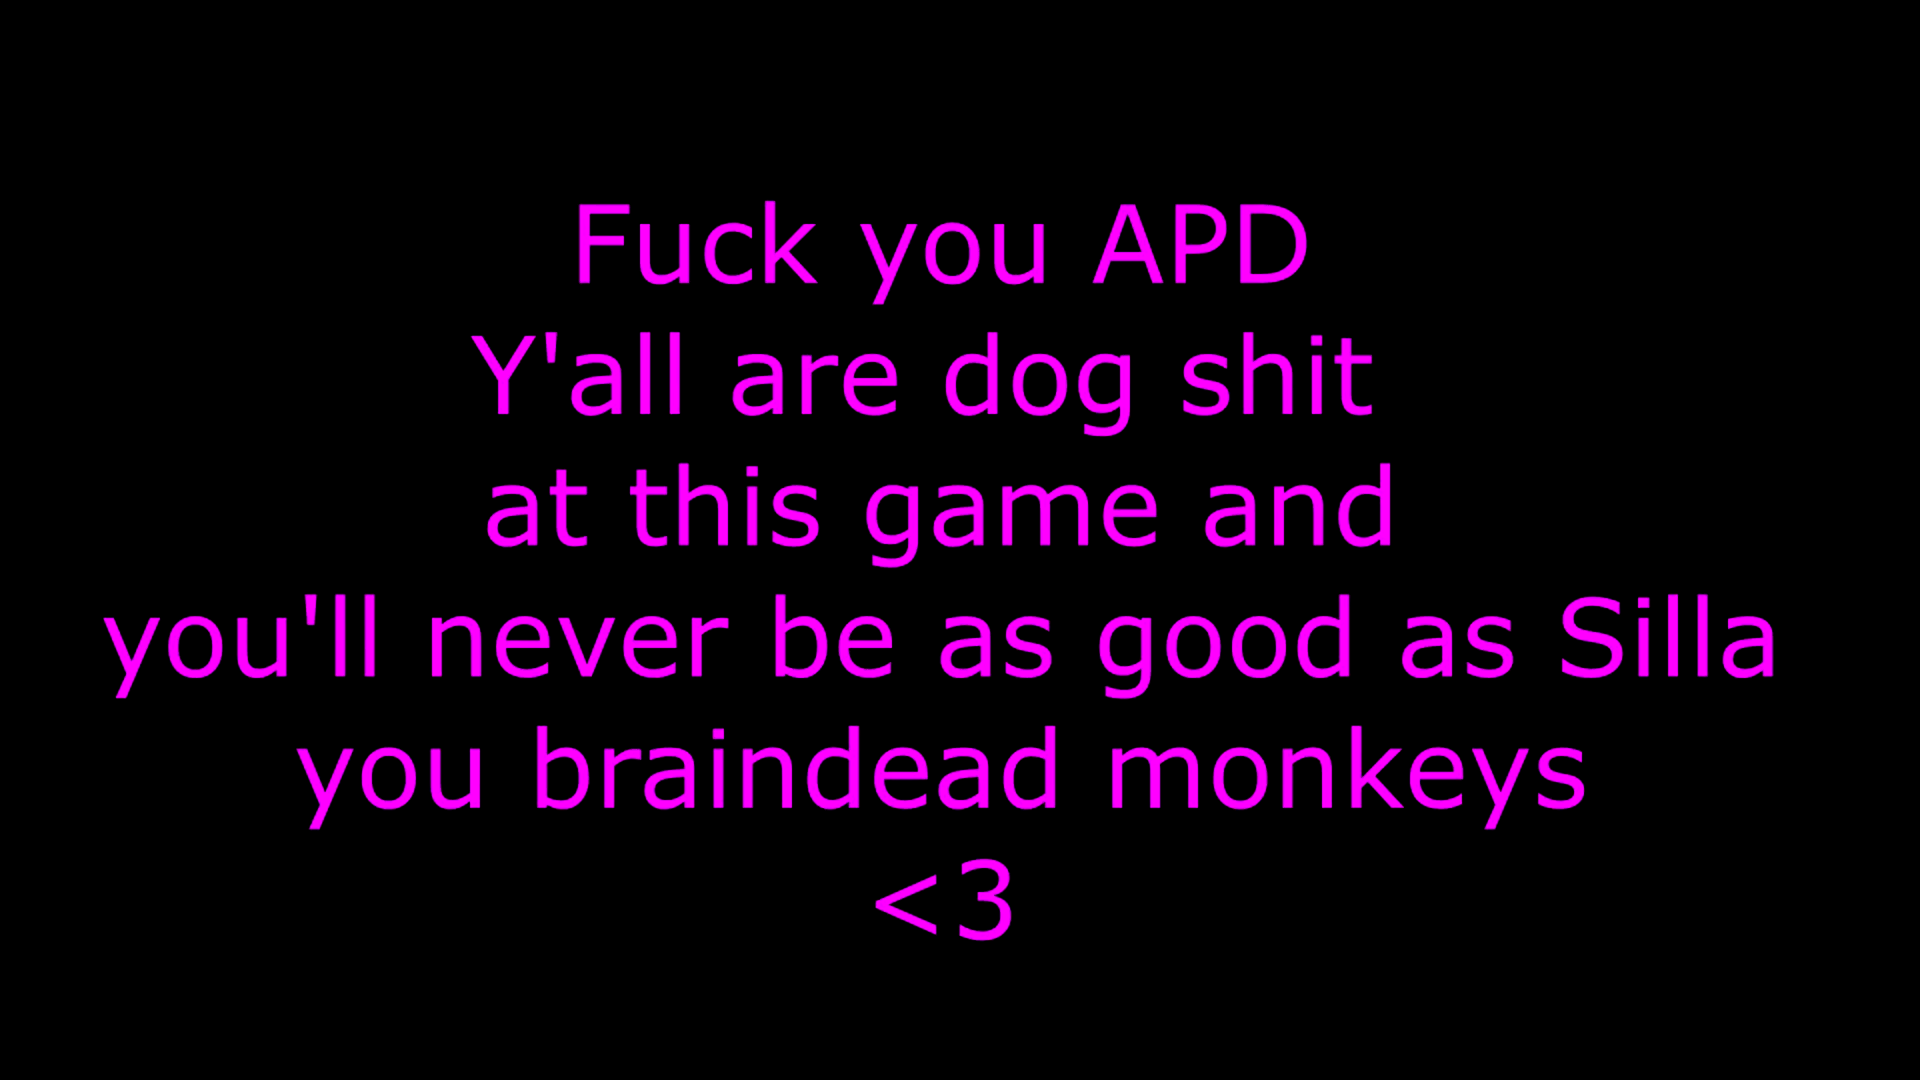 Fuck you APD
Y'all are dog shit
at this game and
you'll never be as good as Silla
you braindead monkeys
<3